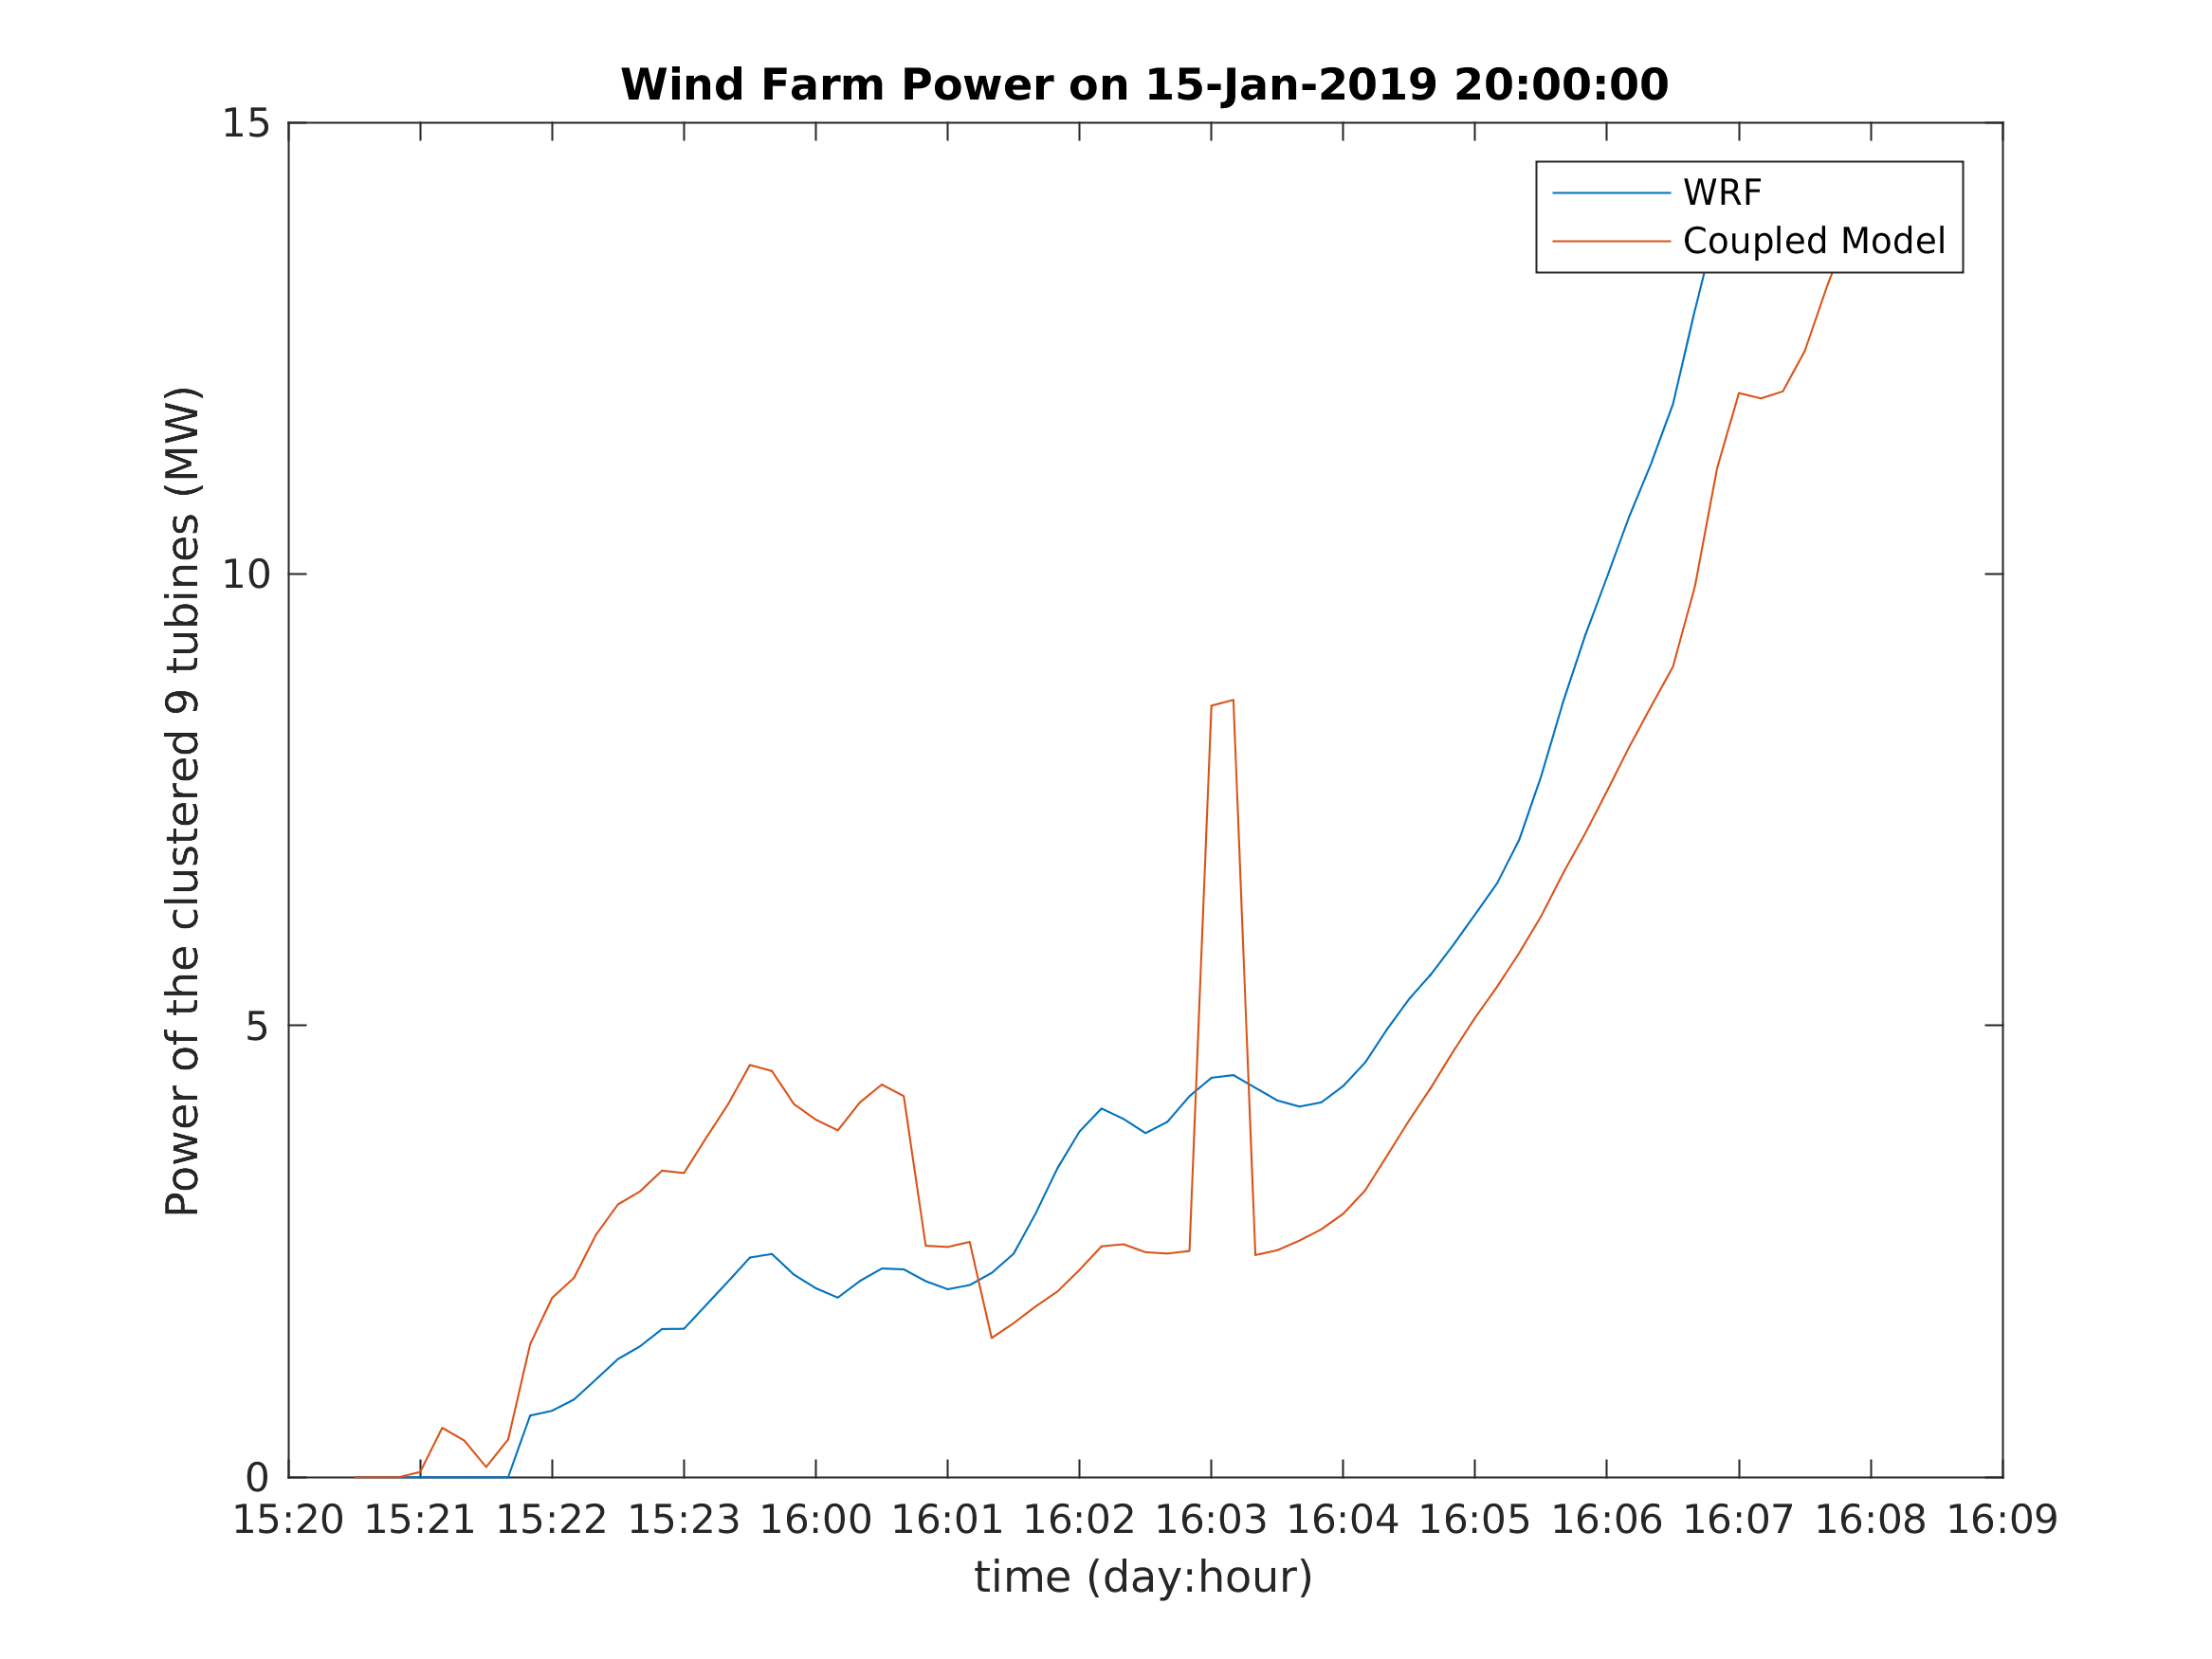 Wind Farm Power on 15-Jan-2019 20:00:00
15
10
5
0
Power of the clustered 9 tubines (MW)
WRF
Coupled Model
15:20 15:21 15:22 15:23 16:00 16:01 16:02 16:03 16:04 16:05 16:06 16:07 16:08 16:09
time (day:hour)